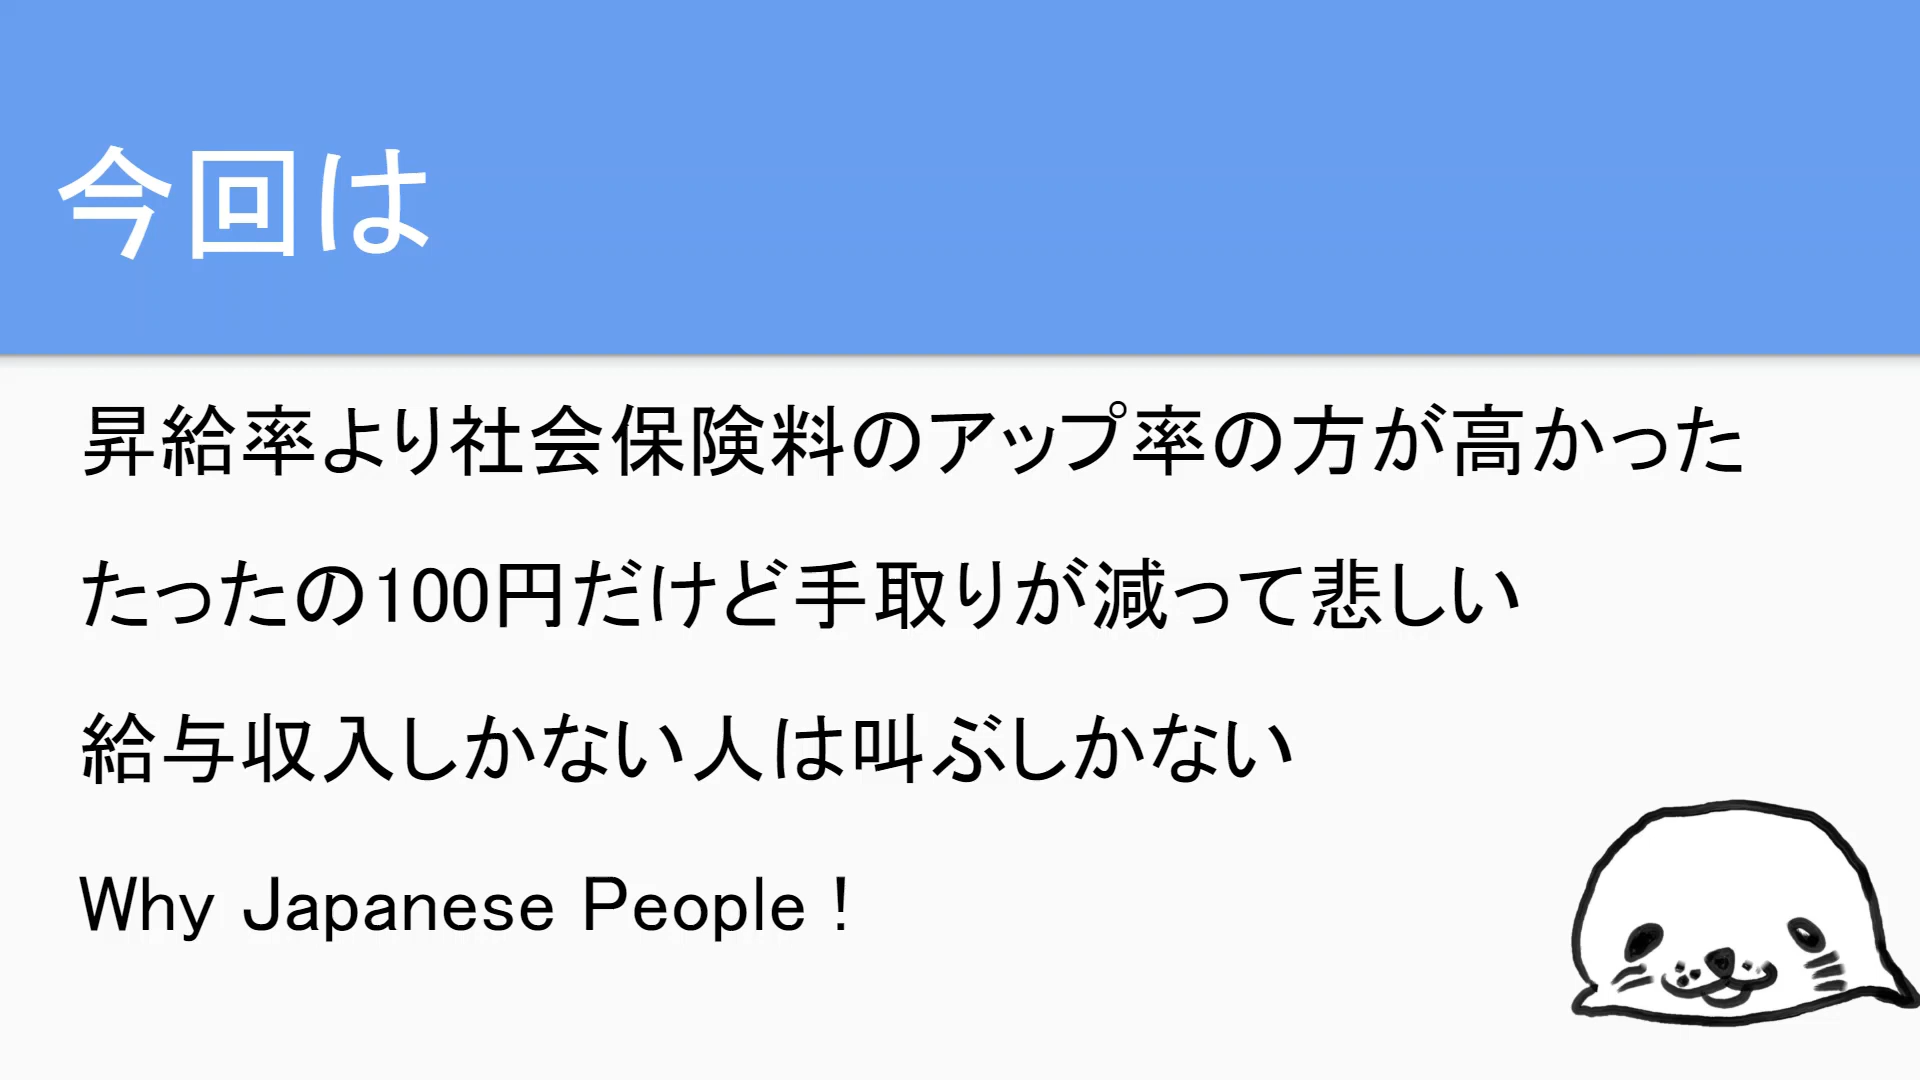 今回は
昇給率より社会保険料のアップ率の方が高かった
たったの100円だけど手取りが減って悲しい
給与収入しかない人は叫ぶしかない
Why Japanese People！